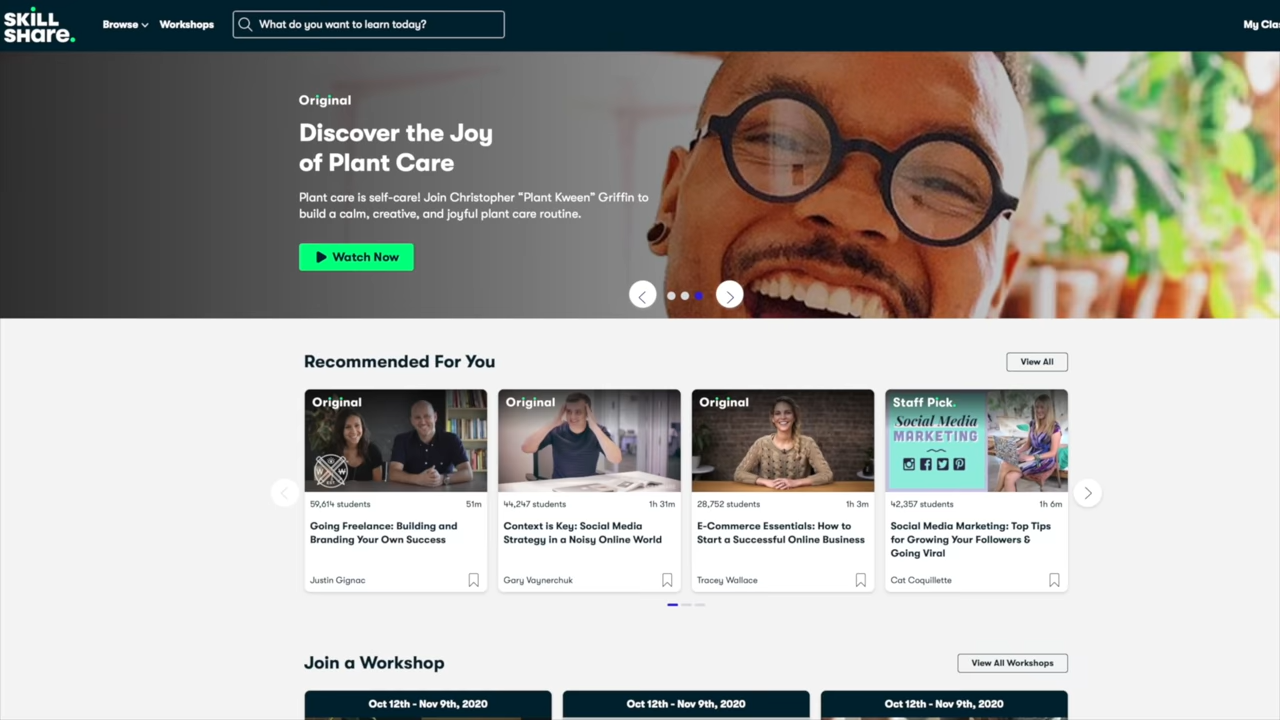 SKILL
SHare.
Browse
Workshops
What do you want to learn today?
My Clas
Original
Discover the Joy
of Plant Care
Plant care is self-care! Join Christopher "Plant Kween" Griffin to
build a calm, creative, and joyful plant care routine.
Watch Now
Recommended For You
View All
Original
Original
Original
Staff Pick.
Social Media
MARKETING
59,614 students
51m
44,247 students
1h 31m
28,752 students
1h 3m
42,357 students
1h 6m
Going Freelance: Building and
Branding Your Own Success
Context is Key: Social Media
Strategy in a Noisy Online World
E-Commerce Essentials: How to
Start a Successful Online Business
Social Media Marketing: Top Tips
for Growing Your Followers &
Going Viral
Justin Gignac
Gary Vaynerchuk
Tracey Wallace
Cat Coquillette
Join a Workshop
View All Workshops
Oct 12th - Nov 9th, 2020
Oct 12th - Nov 9th, 2020
Oct 12th - Nov 9th, 2020